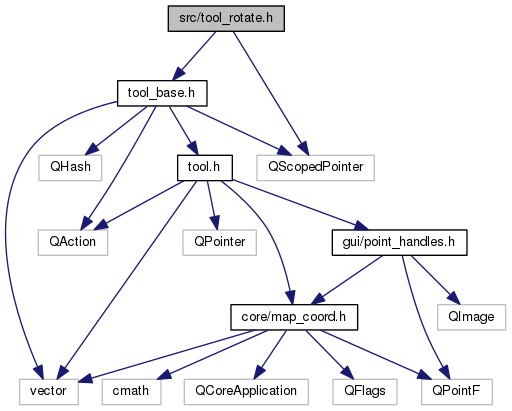 src/tool_rotate.h
tool_base.h
QHash
tool.h
QScopedPointer
QAction
QPointer
gui/point_handles.h
core/map_coord.h
QImage
vector
cmath
QCoreApplication
QFlags
QPointF